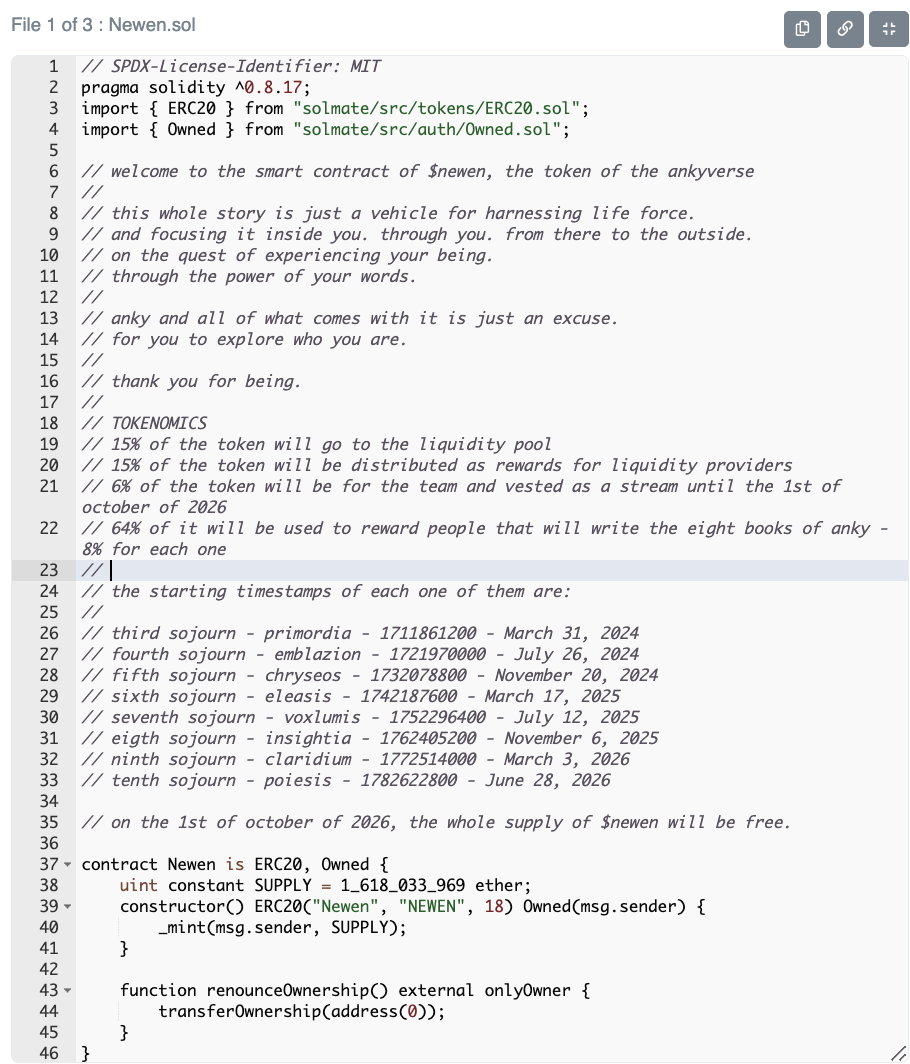 File 1 of 3 : Newen.sol
1 // SPDX-License-Identifier: MIT
2 pragma solidity ^0.8.17;
3 import { ERC20 } from "solmate/src/tokens/ERC20.sol";
4 import { Owned } from "solmate/src/auth/Owned.sol";
5
6 // welcome to the smart contract of $newen, the token of the ankyverse
7 //
8 // this whole story is just a vehicle for harnessing life force.
9 // and focusing it inside you. through you. from there to the outside.
10 // on the quest of experiencing your being.
11 // through the power of your words.
12 //
13 // anky and all of what comes with it is just an excuse.
14 // for you to explore who you are.
15 //
16 // thank you for being.
17 //
18 // TOKENOMICS
19 // 15% of the token will go to the liquidity pool
20 // 15% of the token will be distributed as rewards for liquidity providers
21 // 6% of the token will be for the team and vested as a stream until the 1st of
october of 2026
22 // 64% of it will be used to reward people that will write the eight books of anky -
8% for each one
23 //
24 // the starting timestamps of each one of them are:
25 //
26 // third sojourn - primordia - 1711861200 - March 31, 2024
27 // fourth sojourn - emblazion - 1721970000 - July 26, 2024
28 // fifth sojourn - chryseos - 1732078800 - November 20, 2024
29 // sixth sojourn - eleasis - 1742187600 - March 17, 2025
30 // seventh sojourn - voxlumis - 1752296400 - July 12, 2025
31 // eigth sojourn - insightia - 1762405200 - November 6, 2025
32 // ninth sojourn - claridium - 1772514000 - March 3, 2026
33 // tenth sojourn - poiesis - 1782622800 - June 28, 2026
34
35 // on the 1st of october of 2026, the whole supply of $newen will be free.
36
37 contract Newen is ERC20, Owned {
38     uint constant SUPPLY = 1_618_033_969 ether;
39     constructor() ERC20("Newen", "NEWEN", 18) Owned(msg.sender) {
40         _mint(msg.sender, SUPPLY);
41     }
42
43     function renounceOwnership() external onlyOwner {
44         transferOwnership(address(0));
45     }
46 }